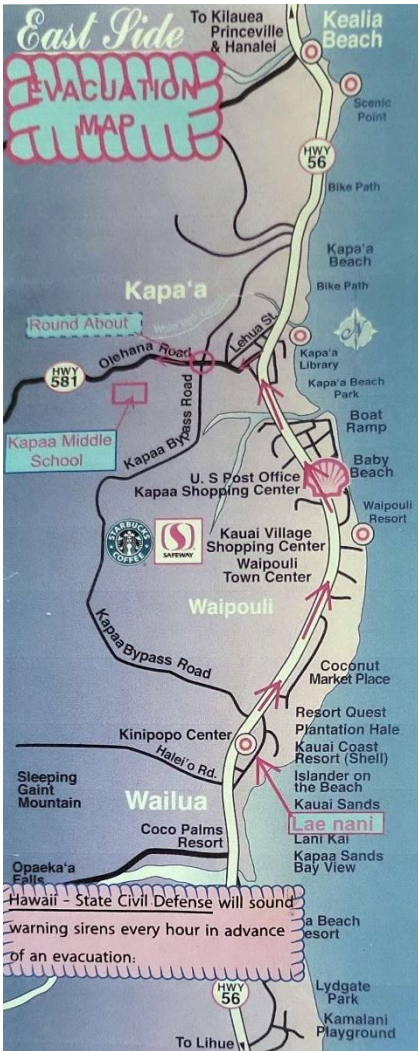 East Side
EVACUATION
MAP
To Kilauea
Princeville
& Hanalei
Kealia
Beach
Scenic
Point
HWY
56
Bike Path
Kapa'a
Beach
Kapa'a
Bike Path
Round About
Lehua St.
N
Olehana Road
HWY
581
Kapa'a
Library
Kapa'a Beach
Park
Kapaa Middle
School
Kapaa Bypass Road
Boat
Ramp
U. S Post Office
Kapaa Shopping Center
Baby
Beach
Waipouli
Resort
STARBUCKS
COFFEE
S
SAFEWAY
Kauai Village
Shopping Center
Waipouli
Town Center
Waipouli
Kapaa Bypass Road
Coconut
Market Place
Resort Quest
Plantation Hale
Kauai Coast
Resort (Shell)
Islander on
the Beach
Kauai Sands
Lae nani
Lani Kai
Kapaa Sands
Bay View
Kinipopo Center
Halei'o Rd.
Sleeping
Gaint
Mountain
Wailua
Coco Palms
Resort
Opaeka'a
Falls
Hawaii - State Civil Defense will sound
warning sirens every hour in advance
of an evacuation:
a Beach
esort
HWY
56
Lydgate
Park
Kamalani
Playground
To Lihue